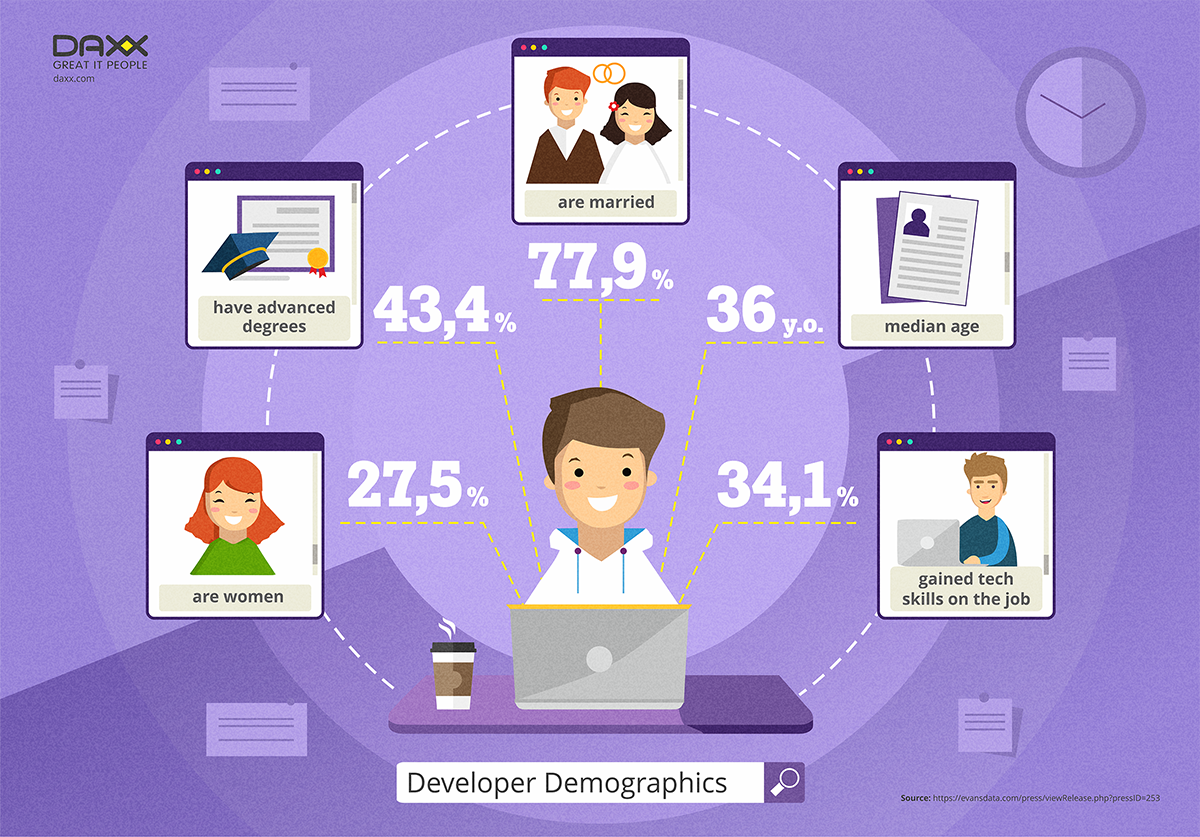 DAXX
GREAT IT PEOPLE
daxx.com
are married
77,9%
have advanced
degrees
43,4%
36 y.o.
median age
are women
27,5%
34,1%
gained tech
skills on the job
Developer Demographics
Source: https://evansdata.com/press/viewRelease.php?pressID=253